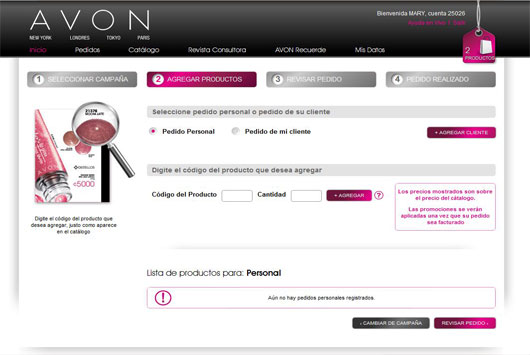 AVON
NEW YORK LONDRES TOKYO PARIS
Bienvenida MARY, cuenta 25026
Ayuda en Vivo | Salir
Inicio Pedidos Catálogo Revista Consultora AVON Recuerde Mis Datos
2
PRODUCTOS
1 SELECCIONAR CAMPAÑA
2 AGREGAR PRODUCTOS
3 REVISAR PEDIDO
4 PEDIDO REALIZADO
Seleccione pedido personal o pedido de su cliente
Pedido Personal Pedido de mi cliente
+ AGREGAR CLIENTE
21370
AVON
¢5000
Digite el código del producto que
desea agregar, justo como aparece
en el catálogo
Digite el código del producto que desea agregar
Código del Producto Cantidad + AGREGAR ?
Los precios mostrados son sobre
el precio del cátalogo.
Las promociones se verán
aplicadas una vez que su pedido
sea facturado
Lista de productos para: Personal
Aún no hay pedidos personales registrados.
‹ CAMBIAR DE CAMPAÑA
REVISAR PEDIDO ›